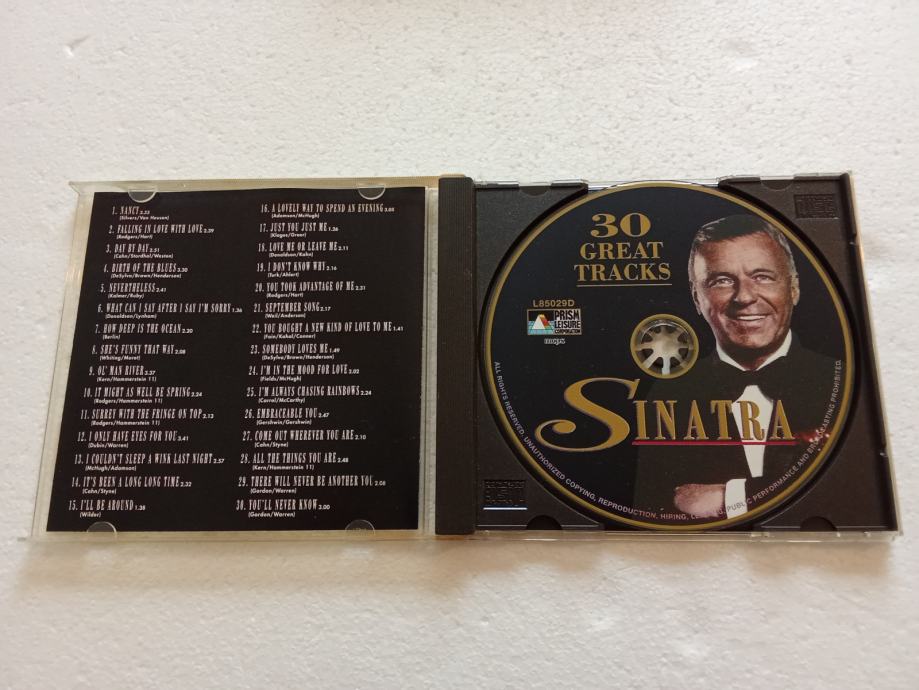 1. NANCY 2.33
(Silvers/Van Heusen)
2. FALLING IN LOVE WITH LOVE 2.39
(Rodgers/Hart)
3. DAY BY DAY 2.51
(Cahn/Stordhal/Weston)
4. BIRTH OF THE BLUES 3.30
(DeSylva/Brown/Henderson)
5. NEVERTHELESS 2.41
(Kalmer/Ruby)
6. WHAT CAN I SAY AFTER I SAY I'M SORRY 1.36
(Donaldson/Lynham)
7. HOW DEEP IS THE OCEAN 2.20
(Berlin)
8. SHE'S FUNNY THAT WAY 2.08
(Whiting/Moret)
9. OL' MAN RIVER 3.37
(Kern/Hammerstein 11)
10. IT MIGHT AS WELL BE SPRING 2.24
(Rodgers/Hammerstein 11)
11. SURREY WITH THE FRINGE ON TOP 2.13
(Rodgers/Hammerstein 11)
12. I ONLY HAVE EYES FOR YOU 3.41
(Dubin/Warren)
13. I COULDN'T SLEEP A WINK LAST NIGHT 2.57
(McHugh/Adamson)
14. IT'S BEEN A LONG LONG TIME 2.32
(Cahn/Styne)
15. I'LL BE AROUND 1.38
(Wilder)
16. A LOVELY WAY TO SPEND AN EVENING 3.05
(Adamson/McHugh)
17. JUST YOU JUST ME 1.36
(Klages/Greer)
18. LOVE ME OR LEAVE ME 2.11
(Donaldson/Kahn)
19. I DON'T KNOW WHY 2.16
(Turk/Ahlert)
20. YOU TOOK ADVANTAGE OF ME 2.31
(Rodgers/Hart)
21. SEPTEMBER SONG 2.17
(Weil/Anderson)
22. YOU BOUGHT A NEW KIND OF LOVE TO ME 1.41
(Fain/Kahal/Connor)
23. SOMEBODY LOVES ME 1.49
(DeSylva/Brown/Henderson)
24. I'M IN THE MOOD FOR LOVE 3.02
(Fields/McHugh)
25. I'M ALWAYS CHASING RAINBOWS 2.24
(Carrol/McCarthy)
26. EMBRACEABLE YOU 2.47
(Gershwin/Gershwin)
27. COME OUT WHEREVER YOU ARE 2.10
(Cahn/Styne)
28. ALL THE THINGS YOU ARE 2.48
(Kern/Hammerstein 11)
29. THERE WILL NEVER BE ANOTHER YOU 2.08
(Gordon/Warren)
30. YOU'LL NEVER KNOW 2.00
(Gordon/Warren)
30
GREAT
TRACKS
L85029D
PRISM
LEISURE
CORPORATION
mcps
SINATRA
ALL RIGHTS RESERVED. UNAUTHORIZED COPYING, REPRODUCTION, HIRING, PUBLIC PERFORMANCE AND BROADCASTING PROHIBITED.